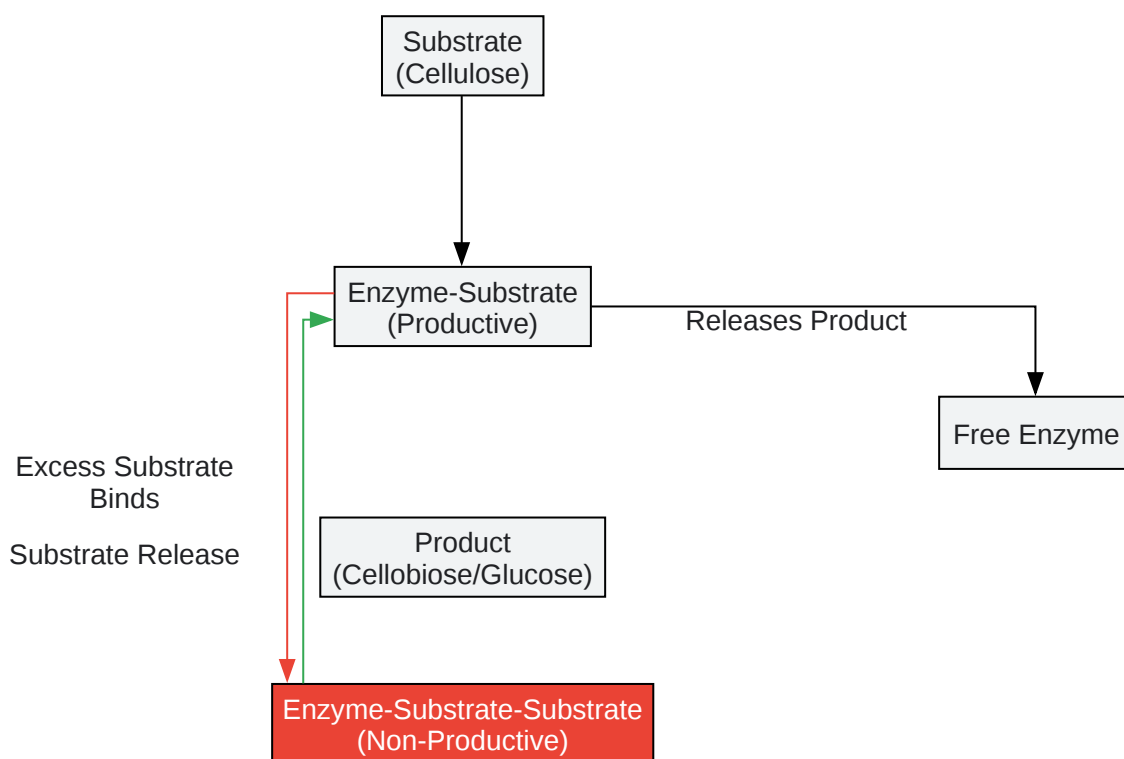 Substrate
(Cellulose)
Enzyme-Substrate
(Productive)
Releases Product
Free Enzyme
Excess Substrate
Binds
Substrate Release
Product
(Cellobiose/Glucose)
Enzyme-Substrate-Substrate
(Non-Productive)